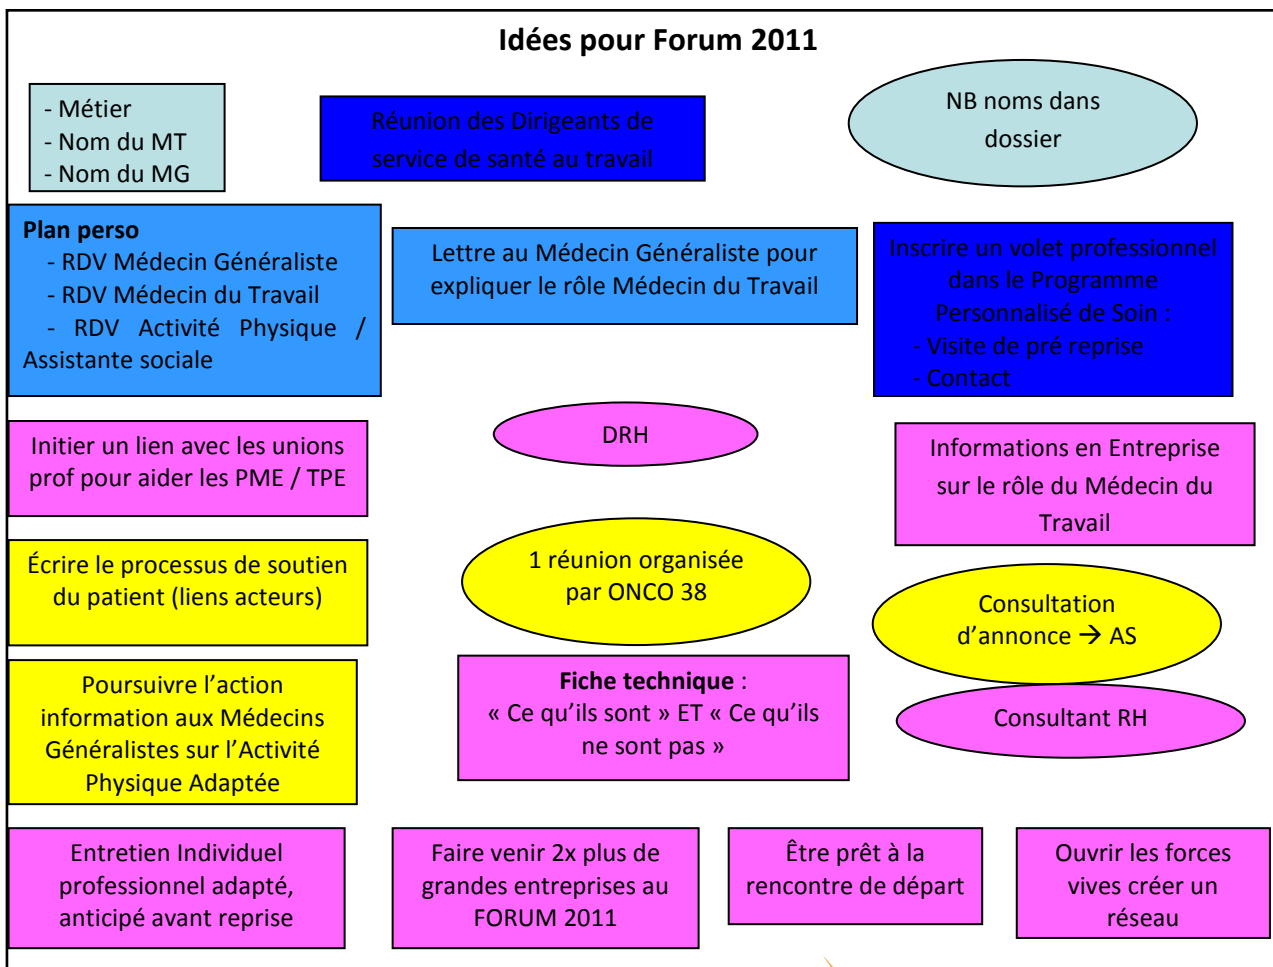 Idées pour Forum 2011
- Métier
- Nom du MT
- Nom du MG
Réunion des Dirigeants de
service de santé au travail
NB noms dans
dossier
Plan perso
- RDV Médecin Généraliste
- RDV Médecin du Travail
- RDV Activité Physique /
Assistante sociale
Lettre au Médecin Généraliste pour
expliquer le rôle Médecin du Travail
Inscrire un volet professionnel
dans le Programme
Personnalisé de Soin :
- Visite de pré reprise
- Contact
Initier un lien avec les unions
prof pour aider les PME / TPE
DRH
Informations en Entreprise
sur le rôle du Médecin du
Travail
Écrire le processus de soutien
du patient (liens acteurs)
1 réunion organisée
par ONCO 38
Consultation
d’annonce → AS
Poursuivre l’action
information aux Médecins
Généralistes sur l’Activité
Physique Adaptée
Fiche technique :
« Ce qu’ils sont » ET « Ce qu’ils
ne sont pas »
Consultant RH
Entretien Individuel
professionnel adapté,
anticipé avant reprise
Faire venir 2x plus de
grandes entreprises au
FORUM 2011
Être prêt à la
rencontre de départ
Ouvrir les forces
vives créer un
réseau